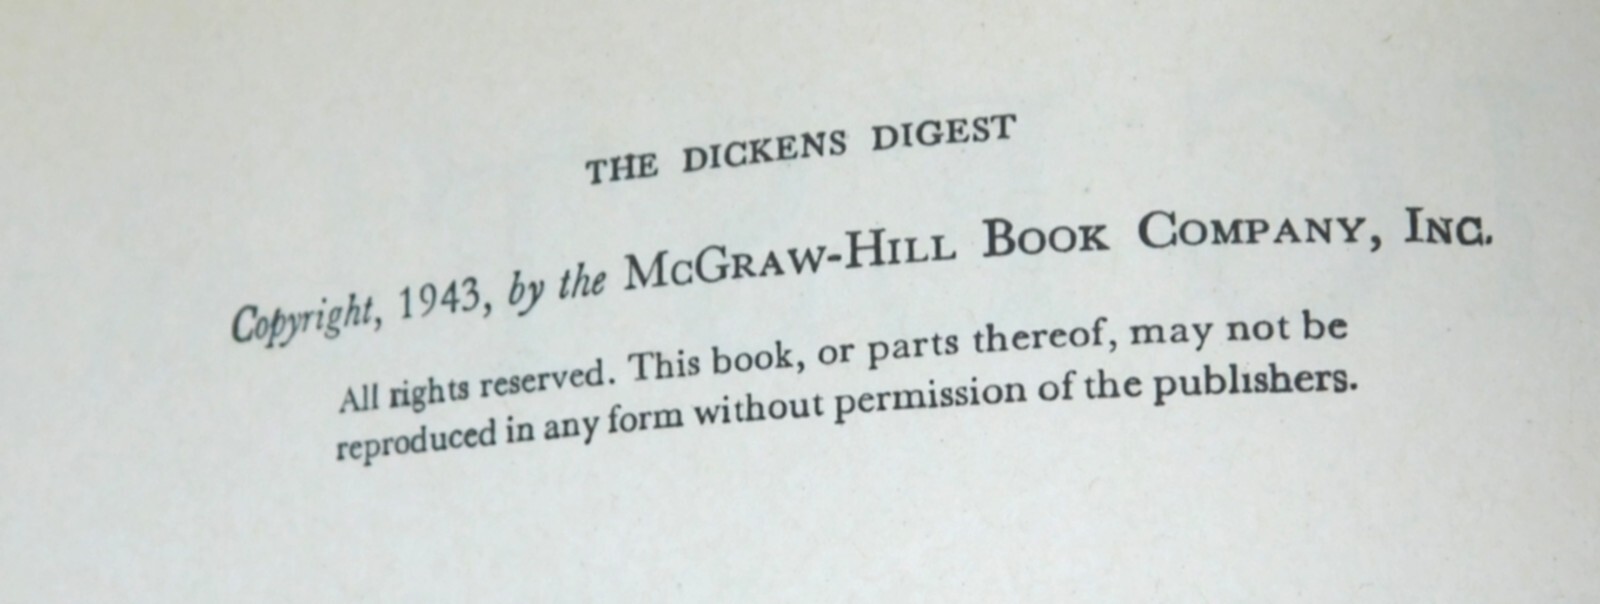 THE DICKENS DIGEST
Copyright, 1943, by the McGraw-Hill Book Company, Inc.
All rights reserved. This book, or parts thereof, may not be
reproduced in any form without permission of the publishers.